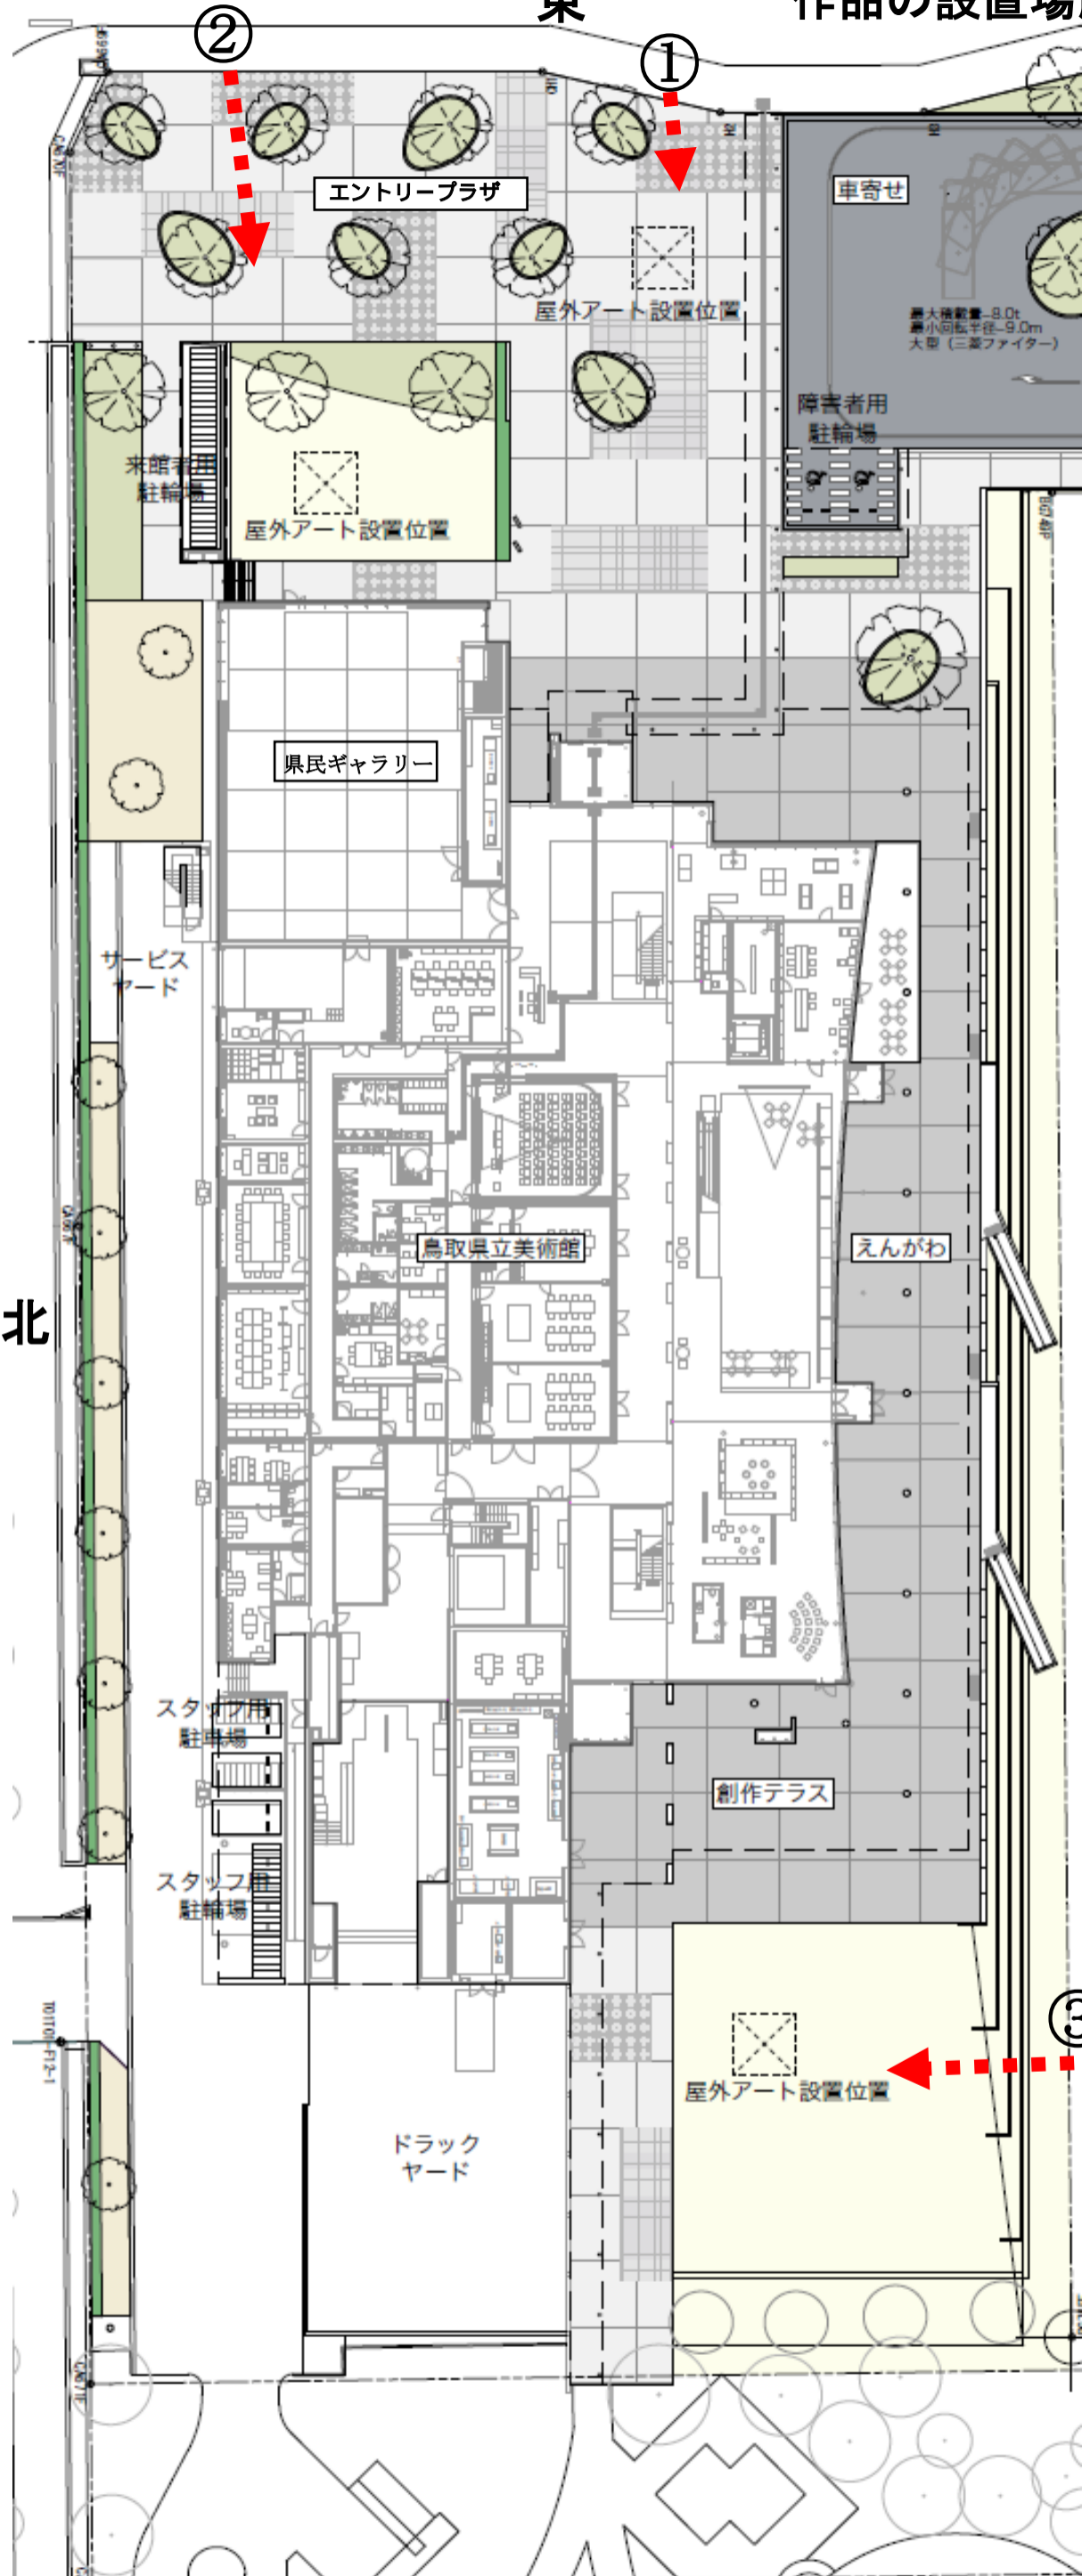 東
作品の設置場
②
①
エントリープラザ
車寄せ
屋外アート設置位置
最大積載量-8.0t
最小回転半径-9.0m
大型（三菱ファイター）
障害者用
駐輪場
来館者用
駐輪場
屋外アート設置位置
県民ギャラリー
サービス
ヤード
鳥取県立美術館
えんがわ
北
スタッフ用
駐車場
創作テラス
スタッフ用
駐輪場
T01T01-F12-1
③
屋外アート設置位置
ドラック
ヤード